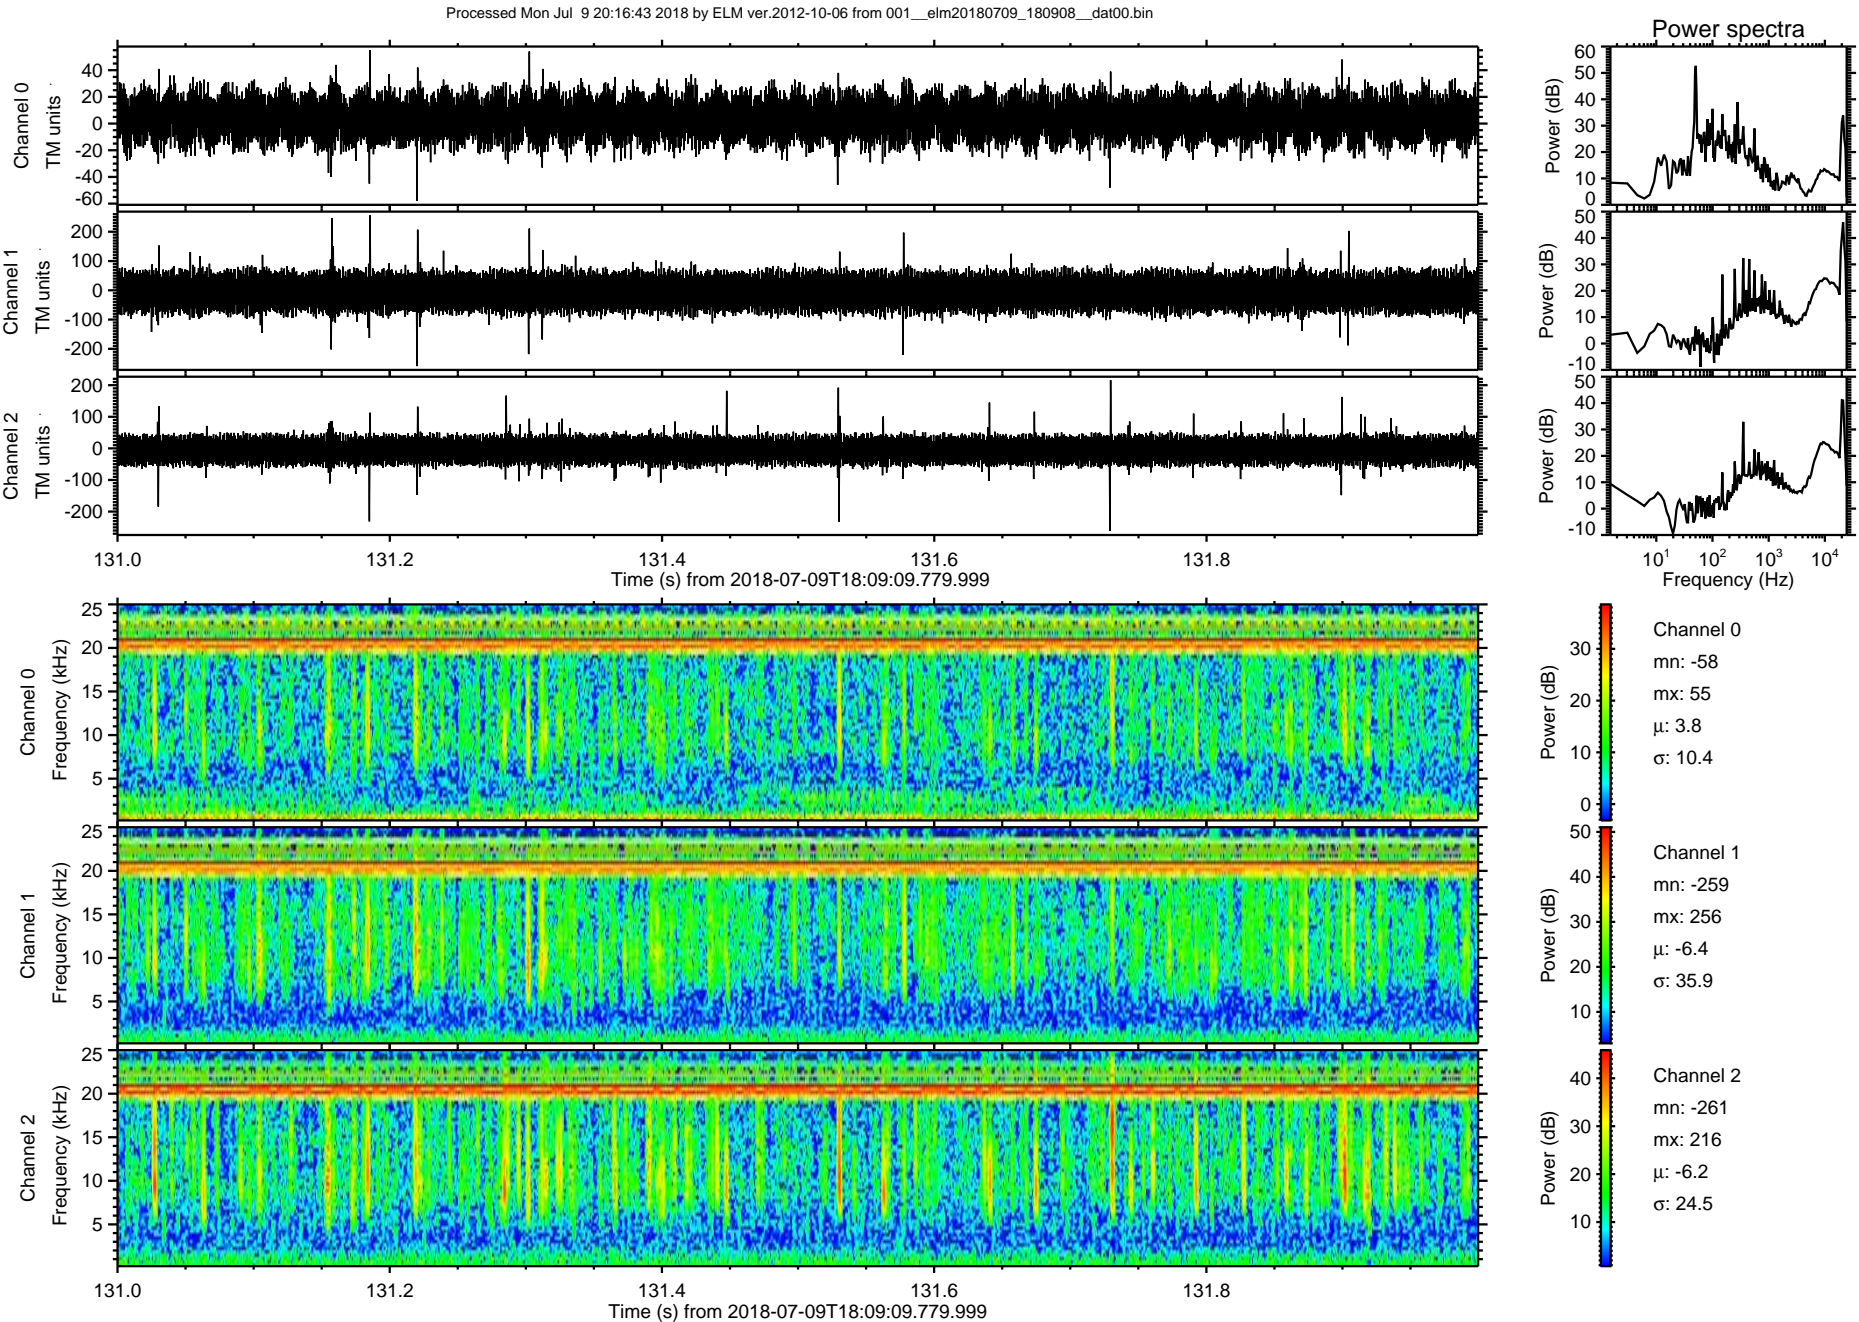 Processed Mon Jul 9 20:16:43 2018 by ELM ver.2012-10-06 from 001__elm20180709_180908__dat00.bin
Power spectra
Channel 0
TM units
40
20
0
-20
-40
-60
Power (dB)
60
50
40
30
20
10
0
Channel 1
TM units
200
100
0
-100
-200
Power (dB)
50
40
30
20
10
0
-10
Channel 2
TM units
200
100
0
-100
-200
Power (dB)
50
40
30
20
10
0
-10
131.0 131.2 131.4 131.6 131.8
Time (s) from 2018-07-09T18:09:09.779.999
10¹ 10² 10³ 10⁴
Frequency (Hz)
Channel 0
Frequency (kHz)
25
20
15
10
5
Power (dB)
30
20
10
0
Channel 0
mn: -58
mx: 55
μ: 3.8
σ: 10.4
Channel 1
Frequency (kHz)
25
20
15
10
5
Power (dB)
50
40
30
20
10
Channel 1
mn: -259
mx: 256
μ: -6.4
σ: 35.9
Channel 2
Frequency (kHz)
25
20
15
10
5
Power (dB)
40
30
20
10
Channel 2
mn: -261
mx: 216
μ: -6.2
σ: 24.5
131.0 131.2 131.4 131.6 131.8
Time (s) from 2018-07-09T18:09:09.779.999